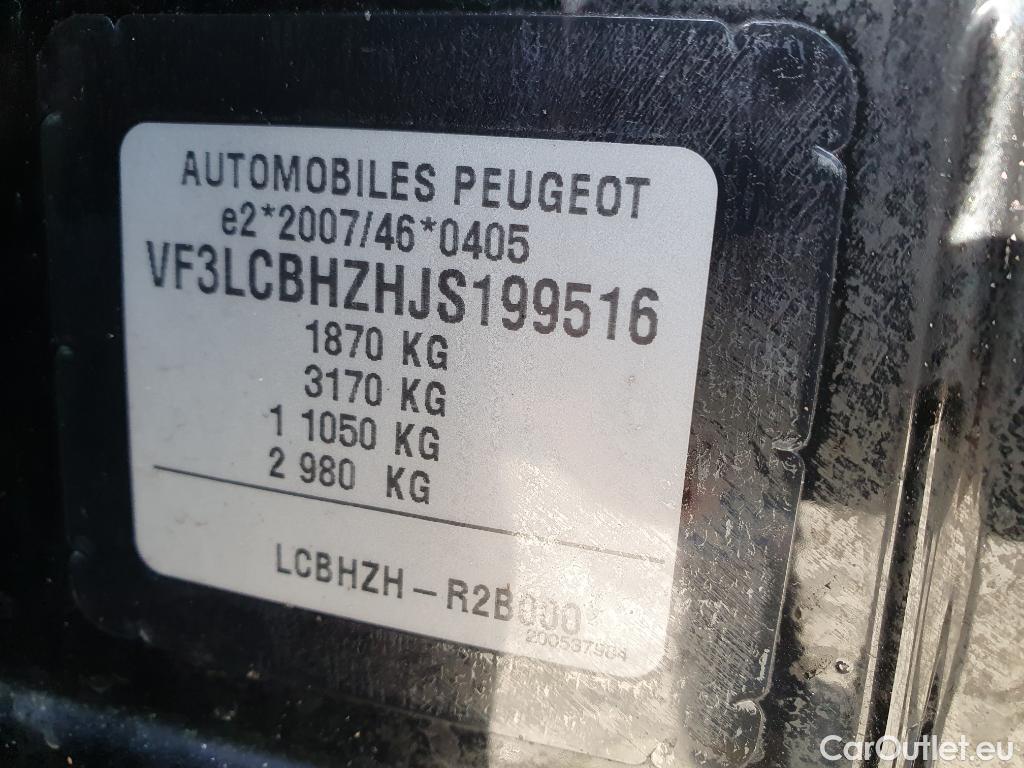 AUTOMOBILES PEUGEOT
e2*2007/46*0405
VF3LCBHZHJS199516
1870 KG
3170 KG
1 1050 KG
2 980 KG
LCBHZH – R2B000*
200537984
CarOutlet.eu